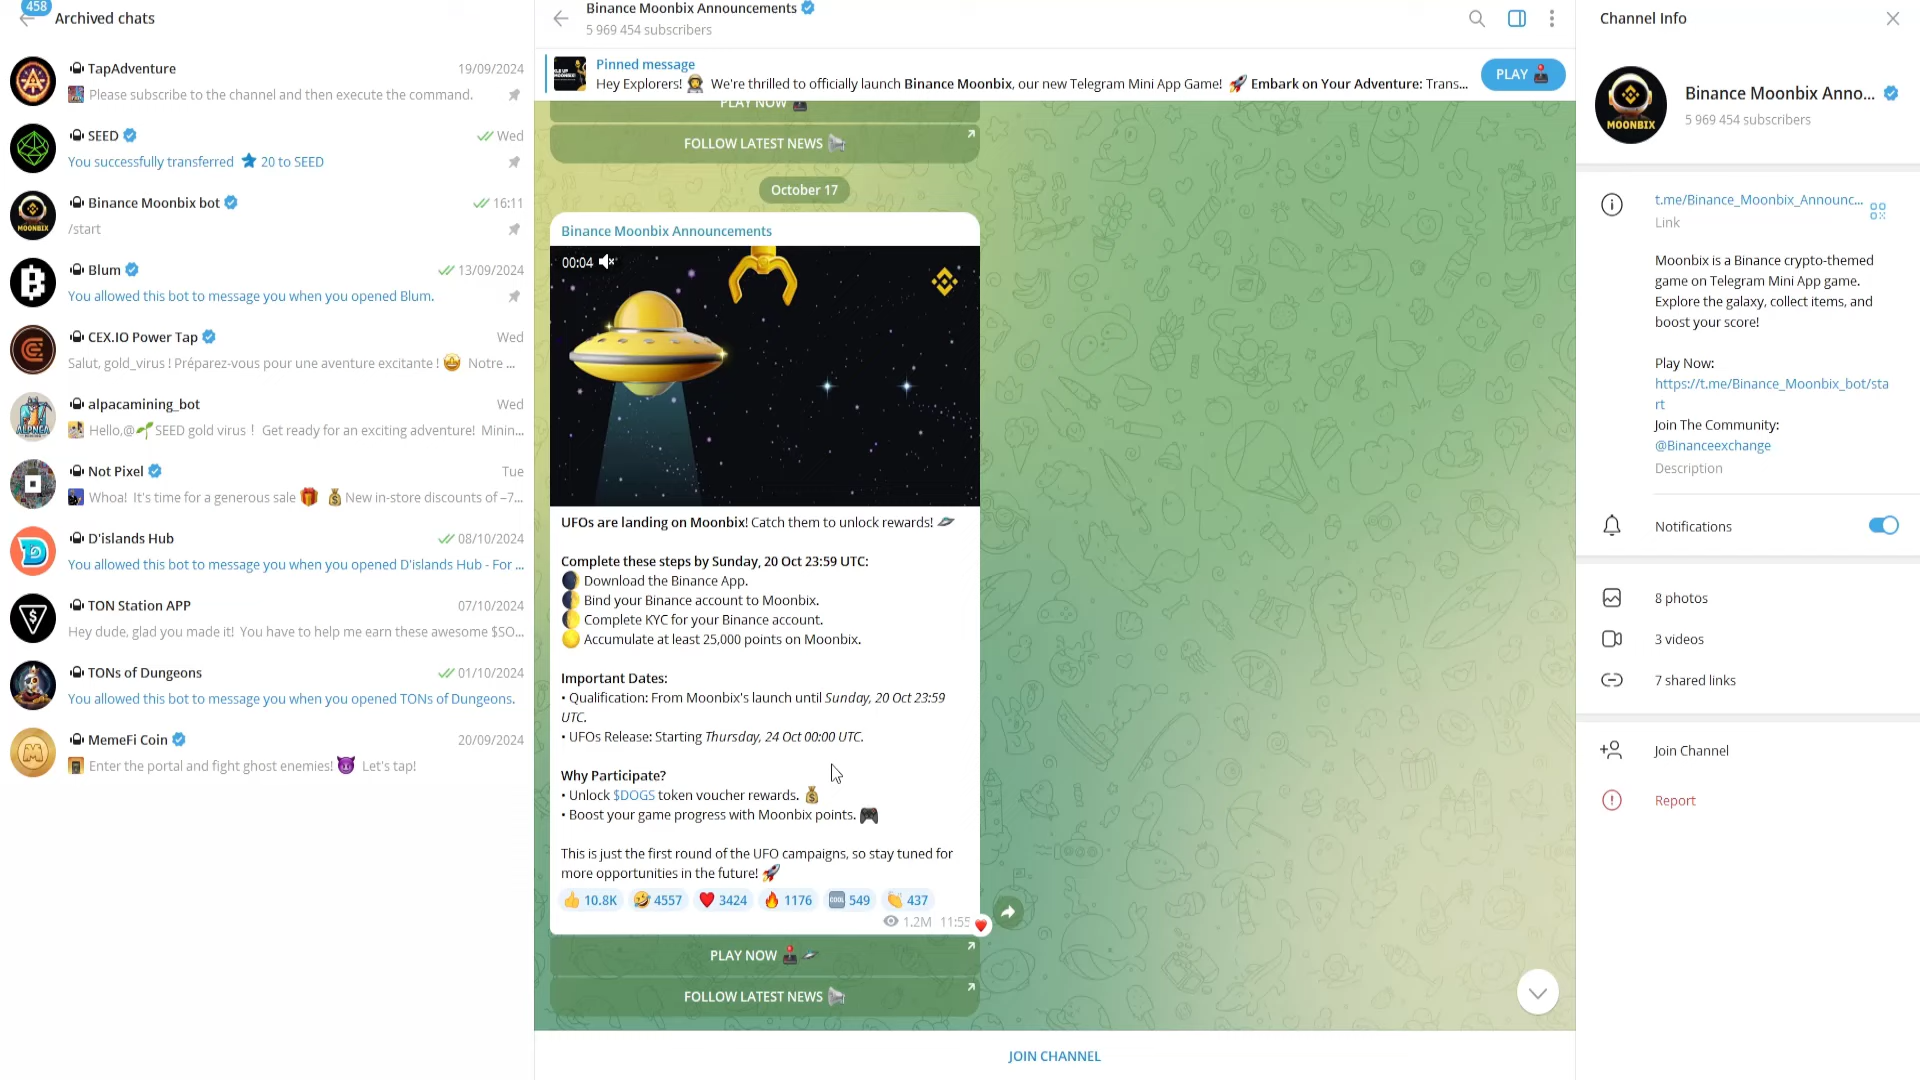 458
Archived chats
TapAdventure
19/09/2024
Please subscribe to the channel and then execute the command.
SEED
Wed
You successfully transferred ⭐ 20 to SEED
Binance Moonbix bot
16:11
/start
Blum
13/09/2024
You allowed this bot to message you when you opened Blum.
CEX.IO Power Tap
Wed
Salut, gold_virus ! Préparez-vous pour une aventure excitante ! 🤩 Notre ...
alpacamining_bot
Wed
Hello,@🌱SEED gold virus ! Get ready for an exciting adventure! Minin...
Not Pixel
Tue
Whoa! It's time for a generous sale 🎁 💰 New in-store discounts of –7...
D'islands Hub
08/10/2024
You allowed this bot to message you when you opened D'islands Hub - For ...
TON Station APP
07/10/2024
Hey dude, glad you made it! You have to help me earn these awesome $SO...
TONs of Dungeons
01/10/2024
You allowed this bot to message you when you opened TONs of Dungeons.
MemeFi Coin
20/09/2024
Enter the portal and fight ghost enemies! 😈 Let's tap!
Binance Moonbix Announcements
5 969 454 subscribers
Pinned message
Hey Explorers! 🧑‍🚀 We're thrilled to officially launch Binance Moonbix, our new Telegram Mini App Game! 🚀 Embark on Your Adventure: Trans...
PLAY 🕹️
PLAY NOW 🕹️
FOLLOW LATEST NEWS 📢
October 17
Binance Moonbix Announcements
00:04
UFOs are landing on Moonbix! Catch them to unlock rewards! 🛸
Complete these steps by Sunday, 20 Oct 23:59 UTC:
🌒 Download the Binance App.
🌓 Bind your Binance account to Moonbix.
🌔 Complete KYC for your Binance account.
🌕 Accumulate at least 25,000 points on Moonbix.
Important Dates:
• Qualification: From Moonbix's launch until Sunday, 20 Oct 23:59
UTC.
• UFOs Release: Starting Thursday, 24 Oct 00:00 UTC.
Why Participate?
• Unlock $DOGS token voucher rewards. 💰
• Boost your game progress with Moonbix points. 🎮
This is just the first round of the UFO campaigns, so stay tuned for
more opportunities in the future! 🚀
👍 10.8K 🤣 4557 ❤️ 3424 🔥 1176 🆒 549 👏 437
1.2M 11:55
PLAY NOW 🕹️ 🛸
FOLLOW LATEST NEWS 📢
JOIN CHANNEL
Channel Info
MOONBIX
Binance Moonbix Anno...
5 969 454 subscribers
t.me/Binance_Moonbix_Announc...
Link
Moonbix is a Binance crypto-themed
game on Telegram Mini App game.
Explore the galaxy, collect items, and
boost your score!
Play Now:
https://t.me/Binance_Moonbix_bot/sta
rt
Join The Community:
@Binanceexchange
Description
Notifications
8 photos
3 videos
7 shared links
Join Channel
Report